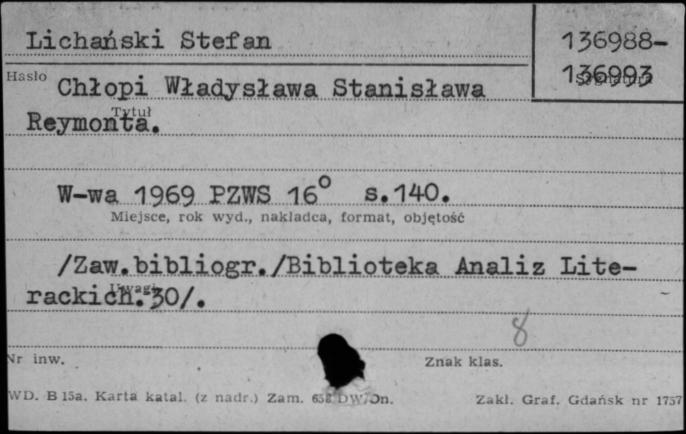 Lichański Stefan
136988-
136993
Hasło
Chłopi Władysława Stanisława
Tytuł
Reymonta.
W-wa 1969 PZWS 16° s.140.
Miejsce, rok wyd., nakładca, format, objętość
/Zaw.bibliogr./Biblioteka Analiz Lite-
Uwagi
rackich.30/.
8
Nr inw.
Znak klas.
WD. B 15a. Karta katal. (z nadr.) Zam. DW/On.
Zakł. Graf. Gdańsk nr 1757